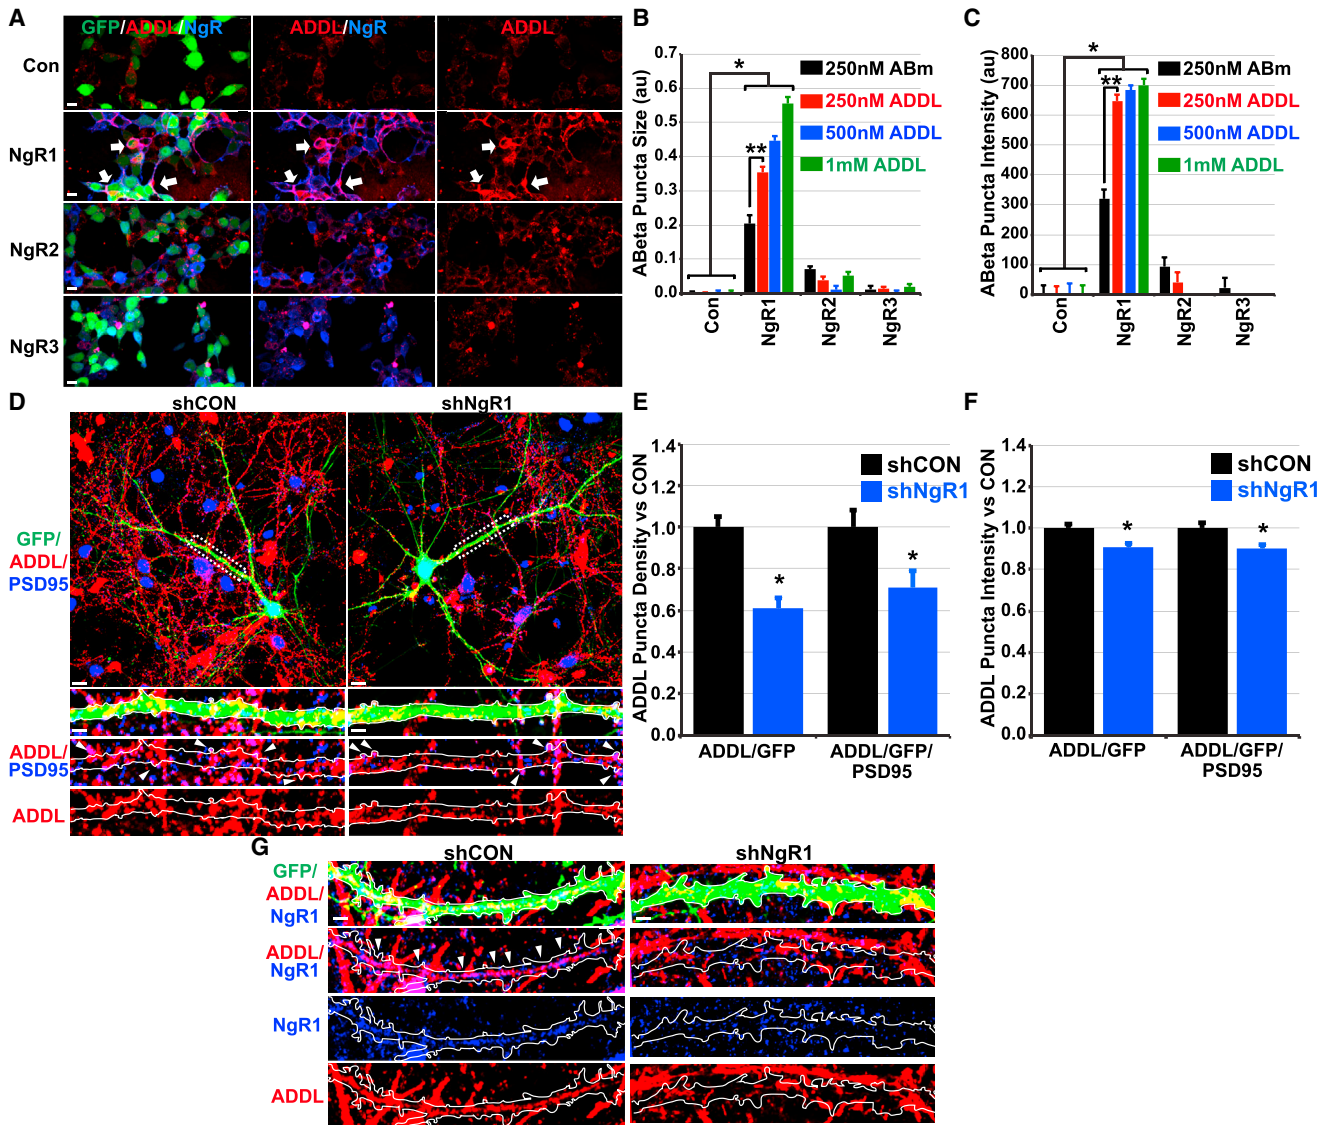 A
GFP/ADDL/NgR
ADDL/NgR
ADDL
Con
NgR1
NgR2
NgR3
B
ABeta Puncta Size (au)
0.7
0.6
0.5
0.4
0.3
0.2
0.1
0.0
*
**
250nM ABm
250nM ADDL
500nM ADDL
1mM ADDL
Con
NgR1
NgR2
NgR3
C
ABeta Puncta Intensity (au)
800
700
600
500
400
300
200
100
0
*
**
250nM ABm
250nM ADDL
500nM ADDL
1mM ADDL
Con
NgR1
NgR2
NgR3
D
shCON
shNgR1
GFP/
ADDL/
PSD95
ADDL/
PSD95
ADDL
E
ADDL Puncta Density vs CON
1.4
1.2
1.0
0.8
0.6
0.4
0.2
0.0
shCON
shNgR1
*
*
ADDL/GFP
ADDL/GFP/
PSD95
F
ADDL Puncta Intensity vs CON
1.4
1.2
1.0
0.8
0.6
0.4
0.2
0.0
shCON
shNgR1
*
*
ADDL/GFP
ADDL/GFP/
PSD95
G
shCON
shNgR1
GFP/
ADDL/
NgR1
ADDL/
NgR1
NgR1
ADDL